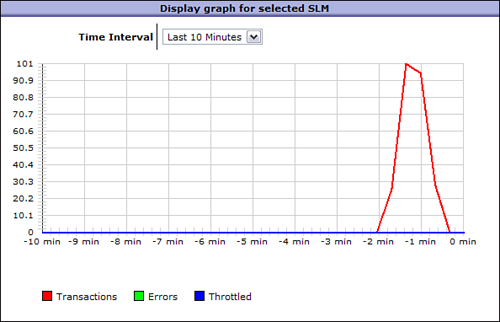 Display graph for selected SLM
Time Interval Last 10 Minutes
101
90.9
80.8
70.7
60.6
50.5
40.4
30.3
20.2
10.1
0
-10 min -9 min -8 min -7 min -6 min -5 min -4 min -3 min -2 min -1 min 0 min
Transactions Errors Throttled